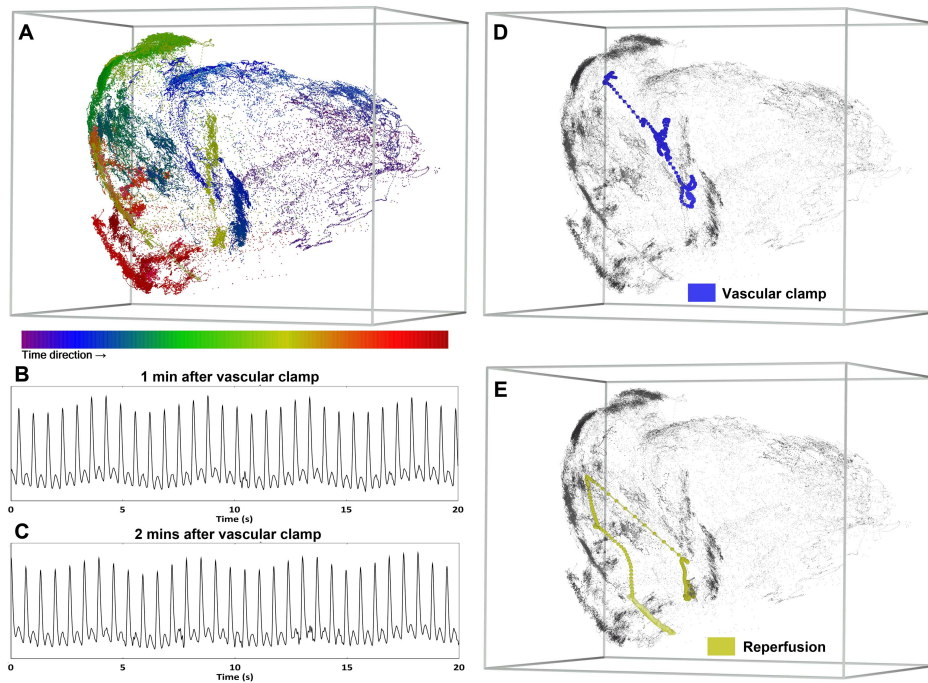 A
Time direction →
B
1 min after vascular clamp
0 5 10 15 20
Time (s)
C
2 mins after vascular clamp
0 5 10 15 20
Time (s)
D
Vascular clamp
E
Reperfusion